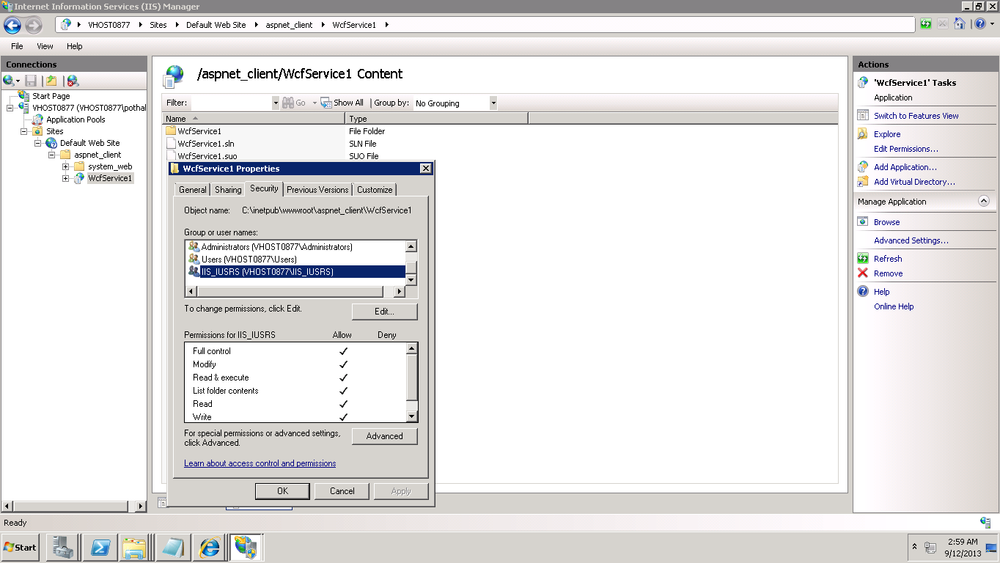 Internet Information Services (IIS) Manager
VHOST0877 Sites Default Web Site aspnet_client WcfService1
File View Help
Connections
Start Page
VHOST0877 (VHOST0877\pothal
Application Pools
Sites
Default Web Site
aspnet_client
system_web
WcfService1
/aspnet_client/WcfService1 Content
Filter: Go Show All Group by: No Grouping
Name Type
WcfService1 File Folder
WcfService1.sln SLN File
WcfService1.suo SUO File
WcfService1 Properties
General Sharing Security Previous Versions Customize
Object name: C:\inetpub\wwwroot\aspnet_client\WcfService1
Group or user names:
Administrators (VHOST0877\Administrators)
Users (VHOST0877\Users)
IIS_IUSRS (VHOST0877\IIS_IUSRS)
To change permissions, click Edit.
Edit...
Permissions for IIS_IUSRS Allow Deny
Full control
Modify
Read & execute
List folder contents
Read
Write
For special permissions or advanced settings,
click Advanced.
Advanced
Learn about access control and permissions
OK Cancel Apply
Actions
'WcfService1' Tasks
Application
Switch to Features View
Explore
Edit Permissions...
Add Application...
Add Virtual Directory...
Manage Application
Browse
Advanced Settings...
Refresh
Remove
Help
Online Help
Ready
Start
2:59 AM
9/12/2013